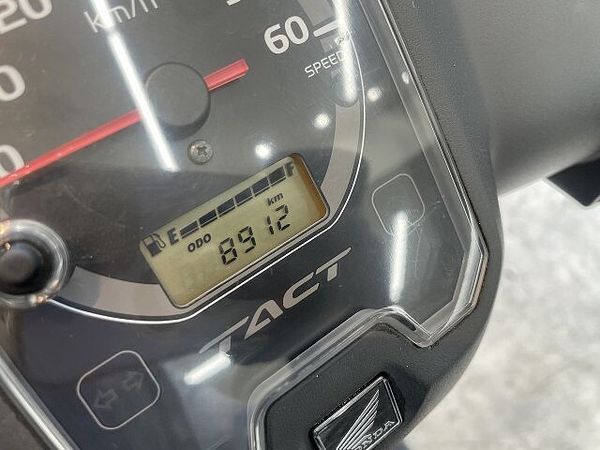 20
km/h
60
SPEED
E F
km
ODO 8912
TACT
HONDA